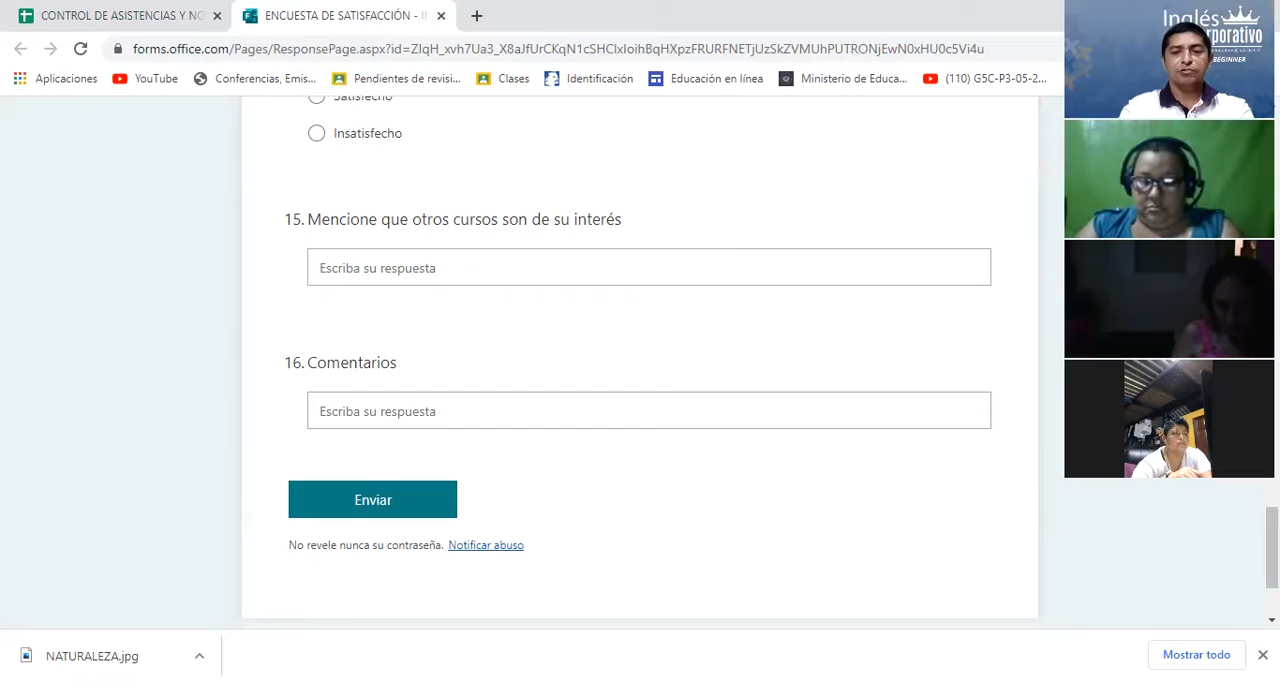 CONTROL DE ASISTENCIAS Y NO
ENCUESTA DE SATISFACCIÓN - I
forms.office.com/Pages/ResponsePage.aspx?id=ZIqH_xvh7Ua3_X8aJfUrCKqN1cSHClxIoihBqHXpzFRURFNETjUzSkZVMUhPUTRONjEwN0xHU0c5Vi4u
Aplicaciones
YouTube
Conferencias, Emis...
Pendientes de revisi...
Clases
Identificación
Educación en línea
Ministerio de Educa...
(110) G5C-P3-05-2...
Inglés
BEGINNER
Satisfecho
Insatisfecho
15. Mencione que otros cursos son de su interés
Escriba su respuesta
16. Comentarios
Escriba su respuesta
Enviar
No revele nunca su contraseña. Notificar abuso
NATURALEZA.jpg
Mostrar todo